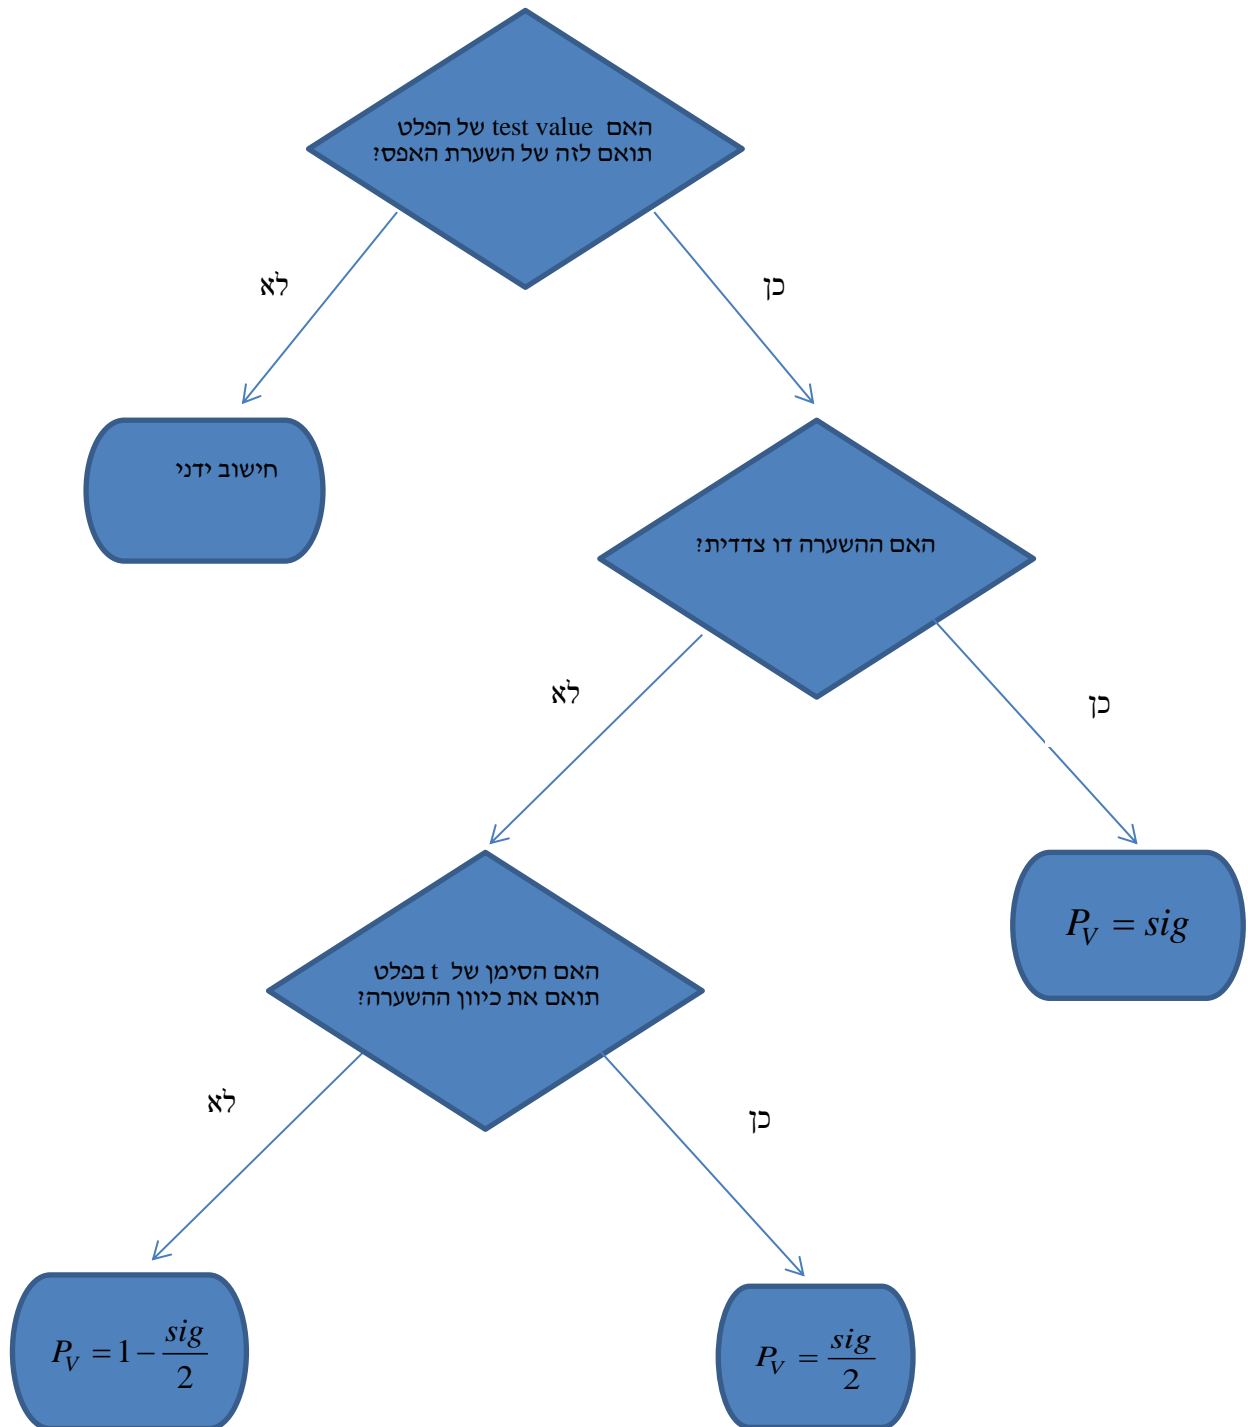 האם test value של הפלט
תואם לזה של השערת האפס?
לא
כן
חישוב ידני
האם ההשערה דו צדדית?
לא
כן
P_V = sig
האם הסימן של t בפלט
תואם את כיוון ההשערה?
לא
כן
P_V = 1 − sig/2
P_V = sig/2